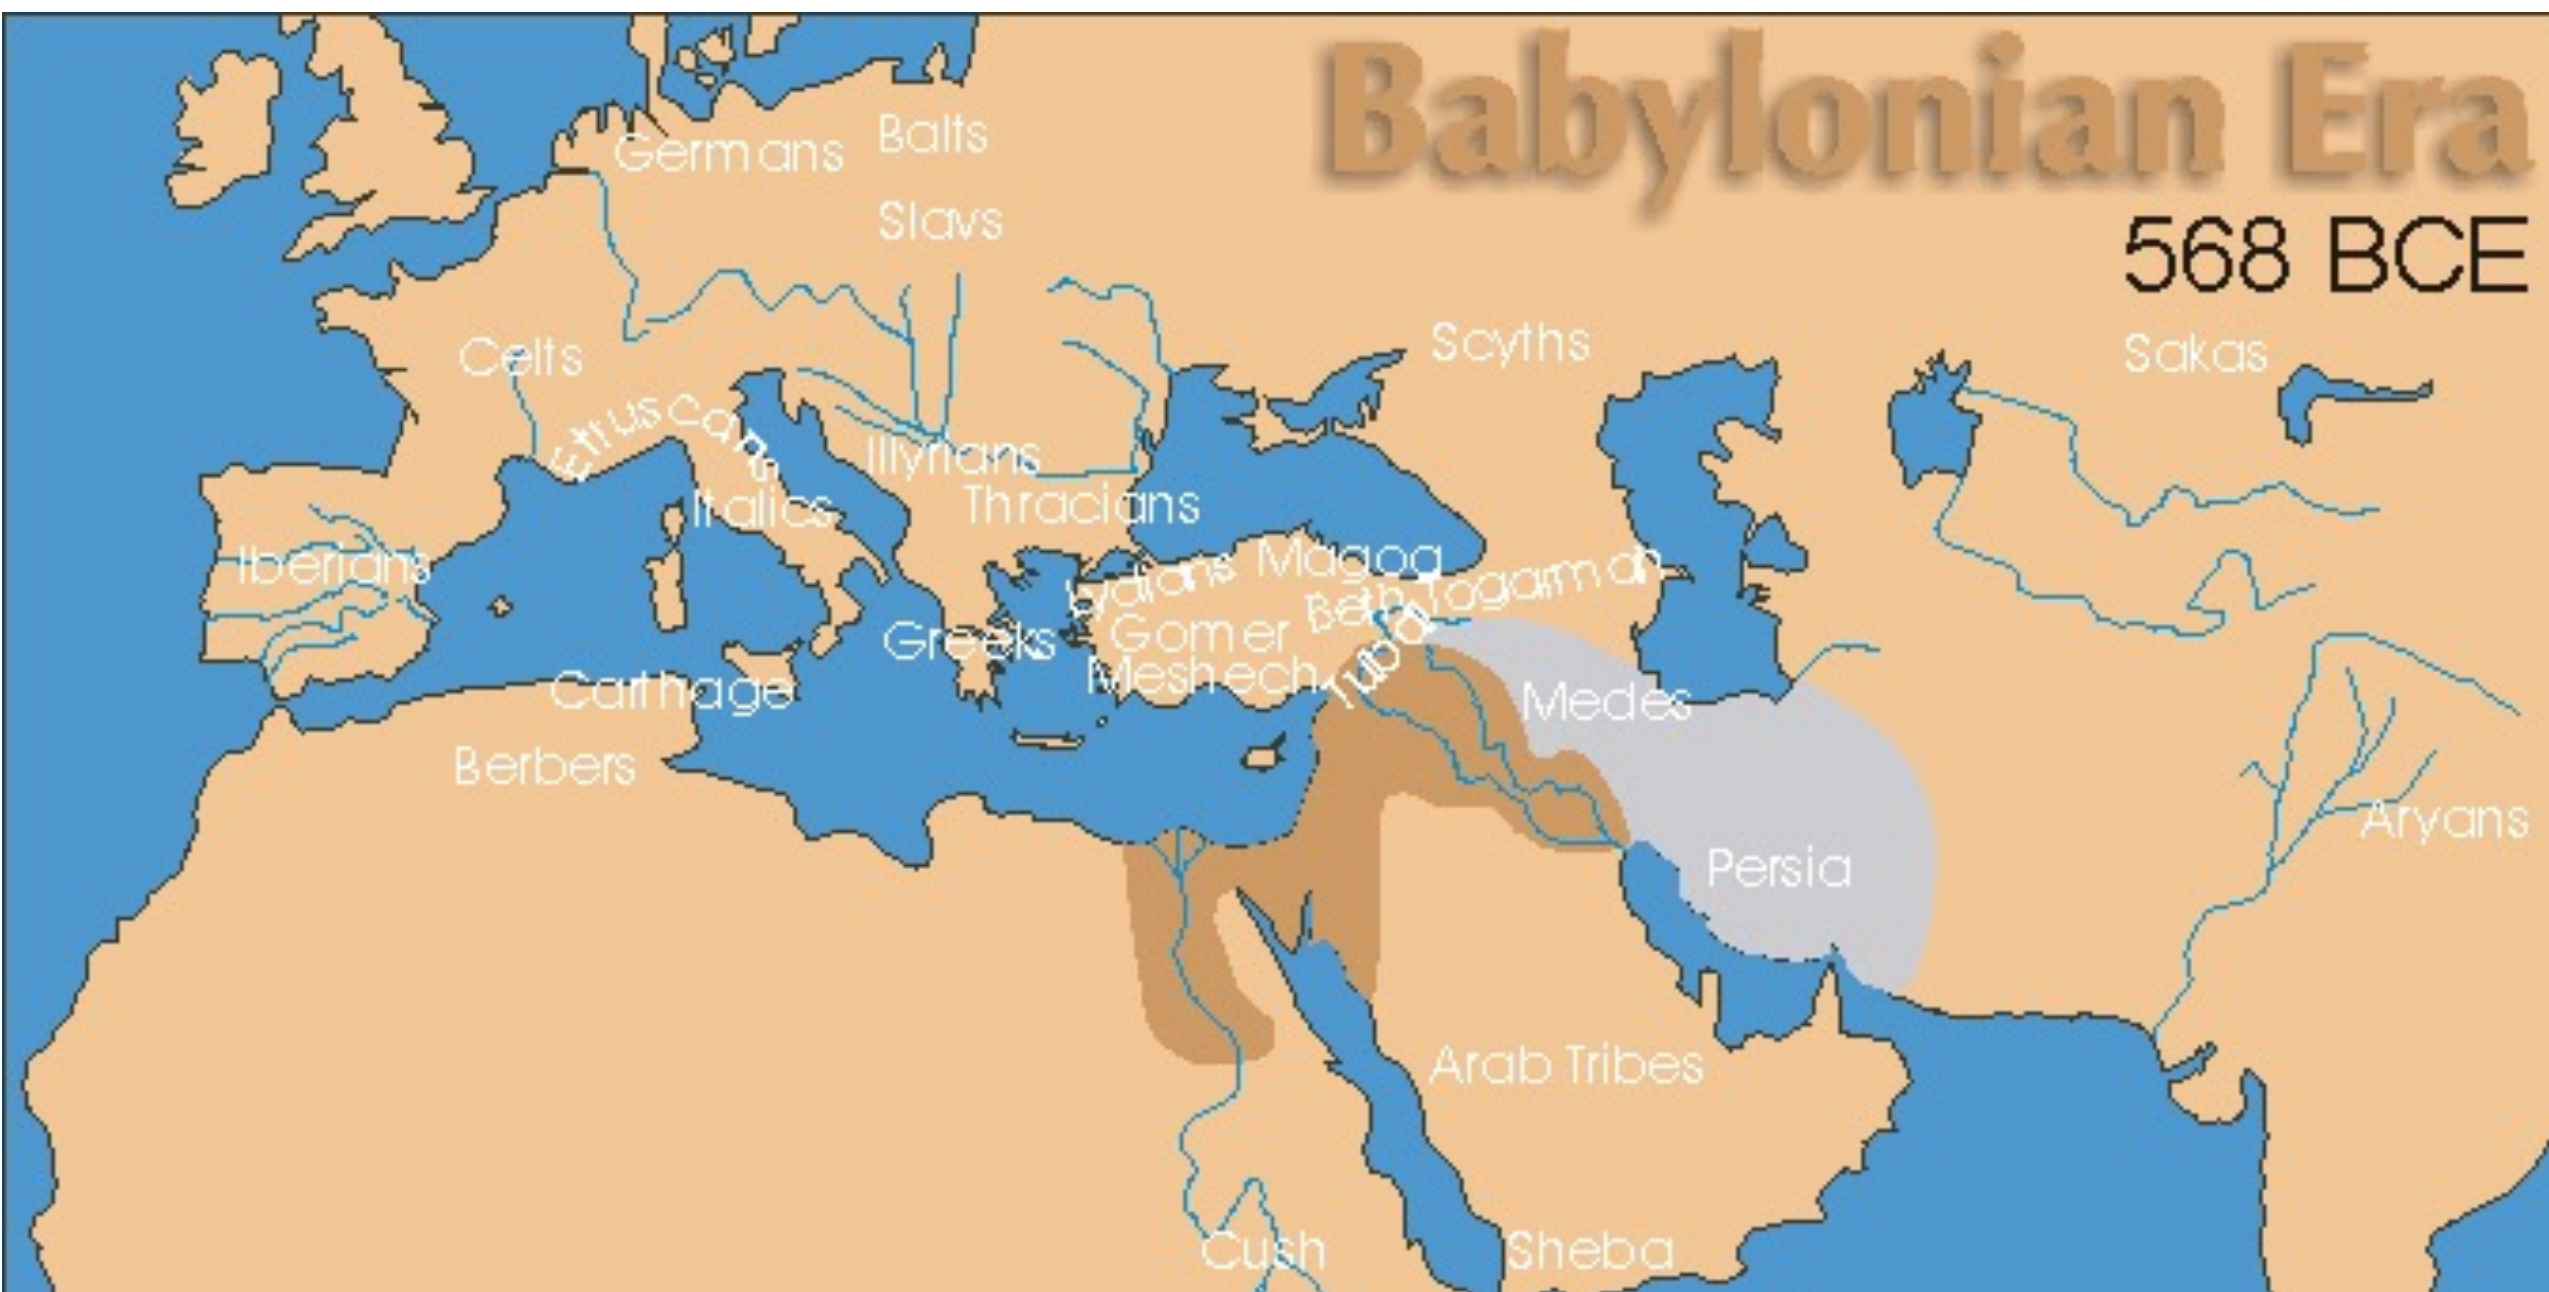 Babylonian Era
568 BCE
Germans
Balts
Slavs
Celts
Scyths
Sakas
Etruscans
Illyrians
Italics
Thracians
Iberians
Lydians
Magog
Beth Togarmah
Greeks
Gomer
Meshech
Tubal
Carthage
Medes
Berbers
Aryans
Persia
Arab Tribes
Cush
Sheba